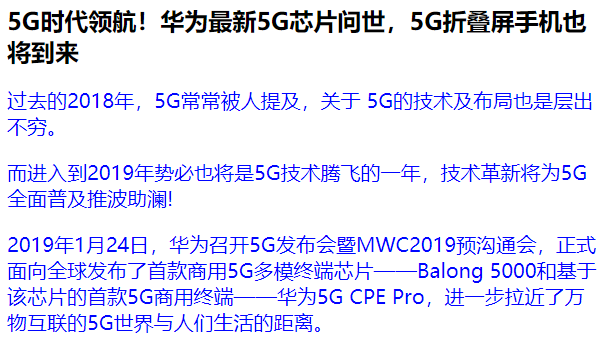 5G时代领航！华为最新5G芯片问世，5G折叠屏手机也
将到来
过去的2018年，5G常常被人提及，关于 5G的技术及布局也是层出
不穷。
而进入到2019年势必也将是5G技术腾飞的一年，技术革新将为5G
全面普及推波助澜!
2019年1月24日，华为召开5G发布会暨MWC2019预沟通会，正式
面向全球发布了首款商用5G多模终端芯片——Balong 5000和基于
该芯片的首款5G商用终端——华为5G CPE Pro，进一步拉近了万
物互联的5G世界与人们生活的距离。